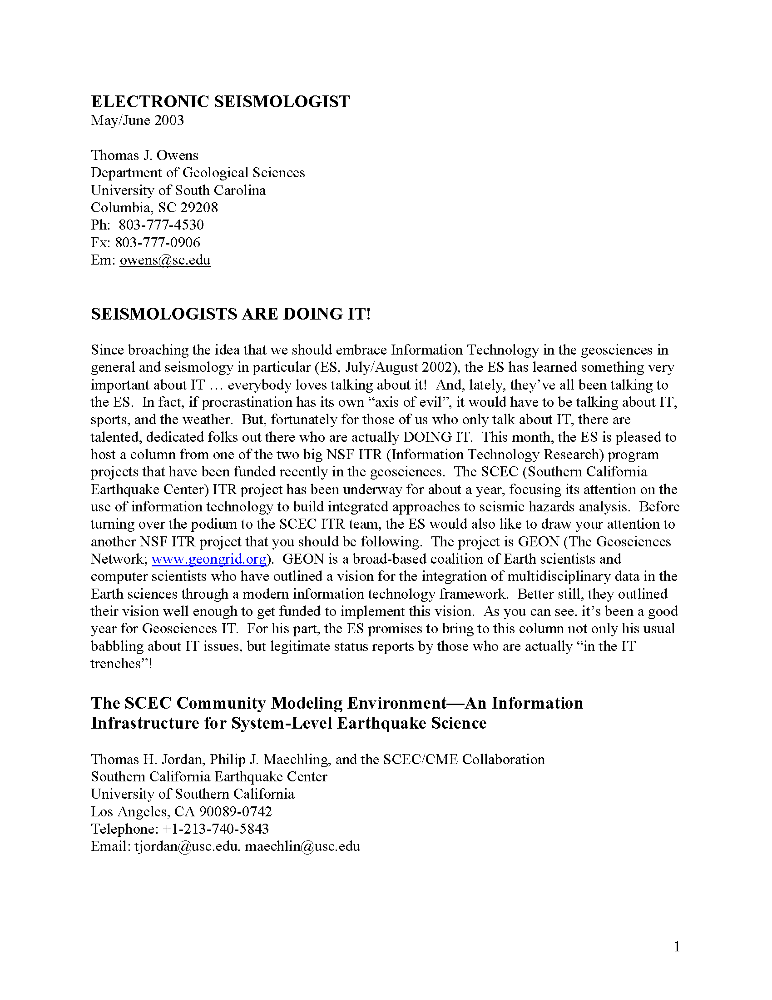 ELECTRONIC SEISMOLOGIST
May/June 2003
Thomas J. Owens
Department of Geological Sciences
University of South Carolina
Columbia, SC 29208
Ph:  803-777-4530
Fx: 803-777-0906
Em: owens@sc.edu
SEISMOLOGISTS ARE DOING IT!
Since broaching the idea that we should embrace Information Technology in the geosciences in
general and seismology in particular (ES, July/August 2002), the ES has learned something very
important about IT … everybody loves talking about it!  And, lately, they’ve all been talking to
the ES.  In fact, if procrastination has its own “axis of evil”, it would have to be talking about IT,
sports, and the weather.  But, fortunately for those of us who only talk about IT, there are
talented, dedicated folks out there who are actually DOING IT.  This month, the ES is pleased to
host a column from one of the two big NSF ITR (Information Technology Research) program
projects that have been funded recently in the geosciences.  The SCEC (Southern California
Earthquake Center) ITR project has been underway for about a year, focusing its attention on the
use of information technology to build integrated approaches to seismic hazards analysis.  Before
turning over the podium to the SCEC ITR team, the ES would also like to draw your attention to
another NSF ITR project that you should be following.  The project is GEON (The Geosciences
Network; www.geongrid.org).  GEON is a broad-based coalition of Earth scientists and
computer scientists who have outlined a vision for the integration of multidisciplinary data in the
Earth sciences through a modern information technology framework.  Better still, they outlined
their vision well enough to get funded to implement this vision.  As you can see, it’s been a good
year for Geosciences IT.  For his part, the ES promises to bring to this column not only his usual
babbling about IT issues, but legitimate status reports by those who are actually “in the IT
trenches”!
The SCEC Community Modeling Environment—An Information
Infrastructure for System-Level Earthquake Science
Thomas H. Jordan, Philip J. Maechling, and the SCEC/CME Collaboration
Southern California Earthquake Center
University of Southern California
Los Angeles, CA 90089-0742
Telephone: +1-213-740-5843
Email: tjordan@usc.edu, maechlin@usc.edu
1